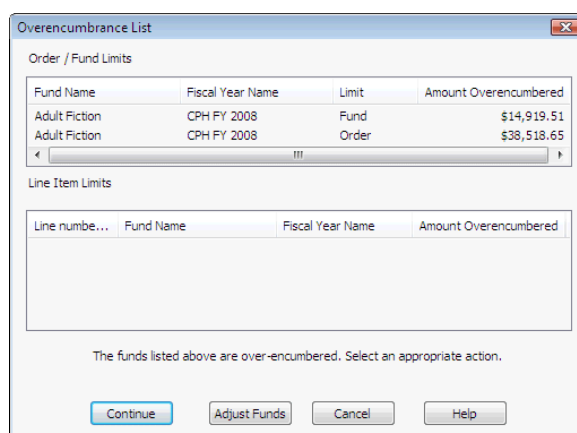 Overencumbrance List
Order / Fund Limits
Fund Name Fiscal Year Name Limit Amount Overencumbered
Adult Fiction CPH FY 2008 Fund $14,919.51
Adult Fiction CPH FY 2008 Order $38,518.65
Line Item Limits
Line numbe... Fund Name Fiscal Year Name Amount Overencumbered
The funds listed above are over-encumbered. Select an appropriate action.
Continue Adjust Funds Cancel Help